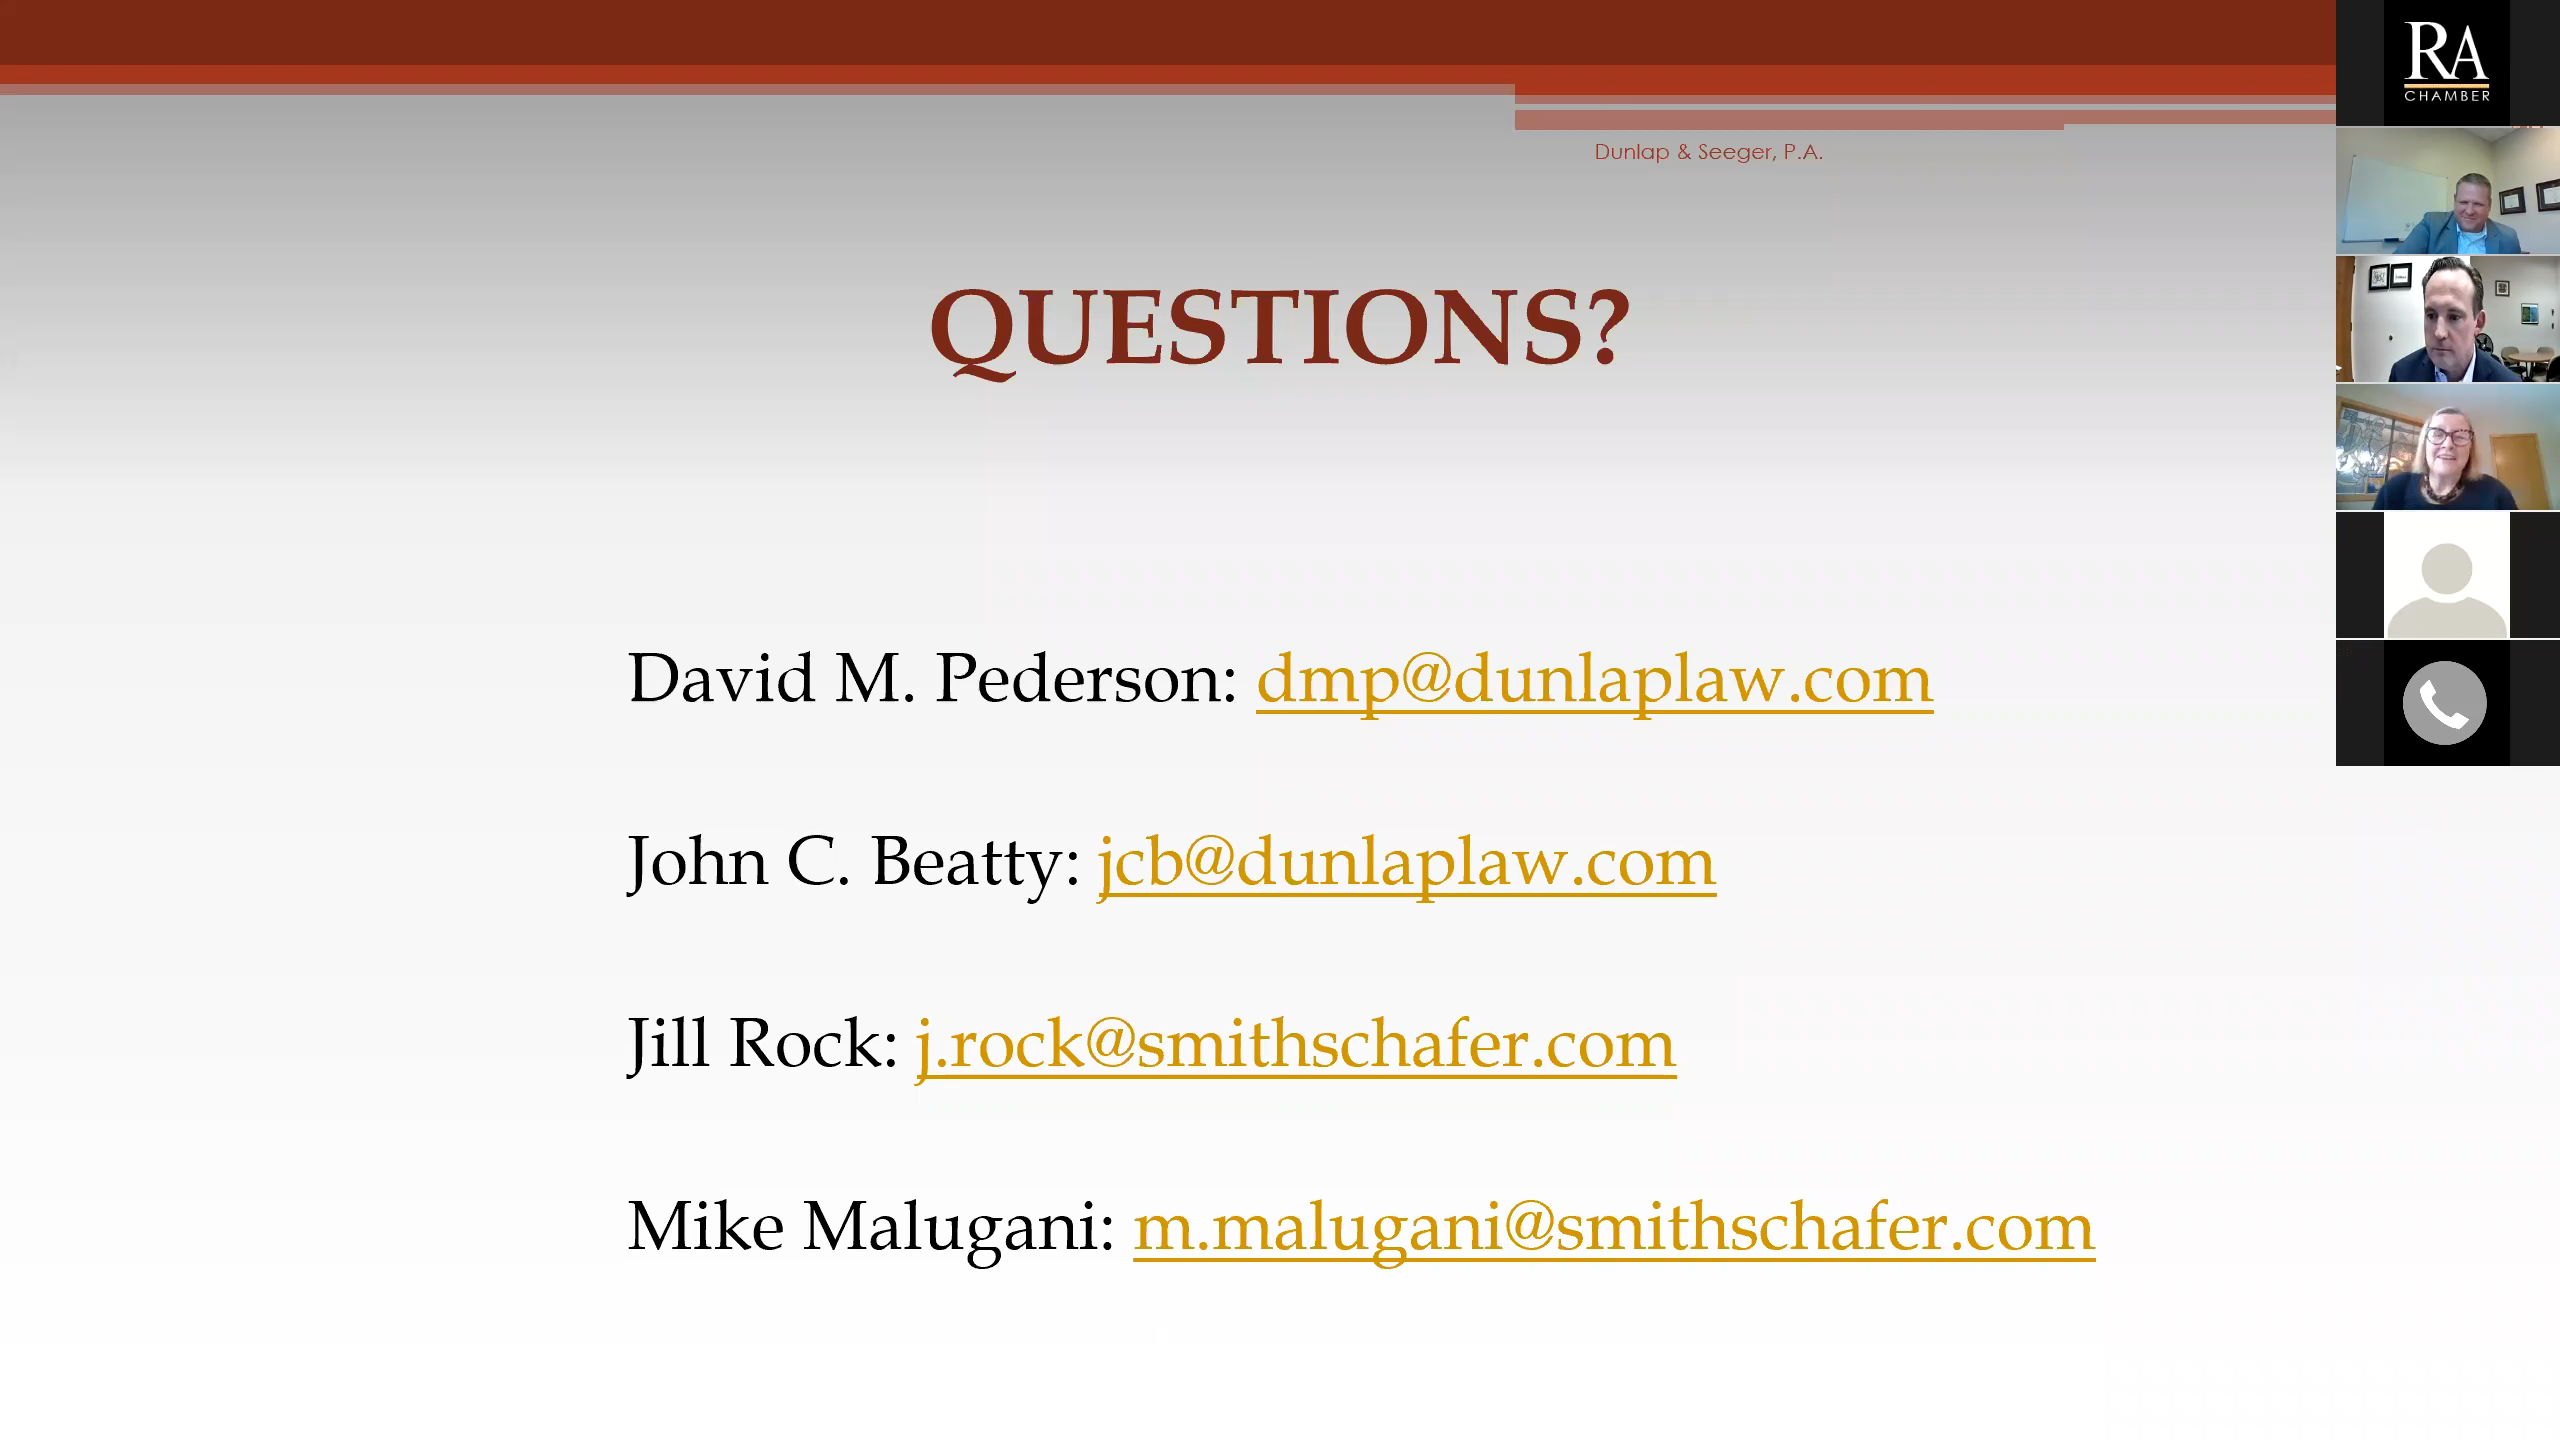 RA
CHAMBER
Dunlap & Seeger, P.A.
QUESTIONS?
David M. Pederson: dmp@dunlaplaw.com
John C. Beatty: jcb@dunlaplaw.com
Jill Rock: j.rock@smithschafer.com
Mike Malugani: m.malugani@smithschafer.com